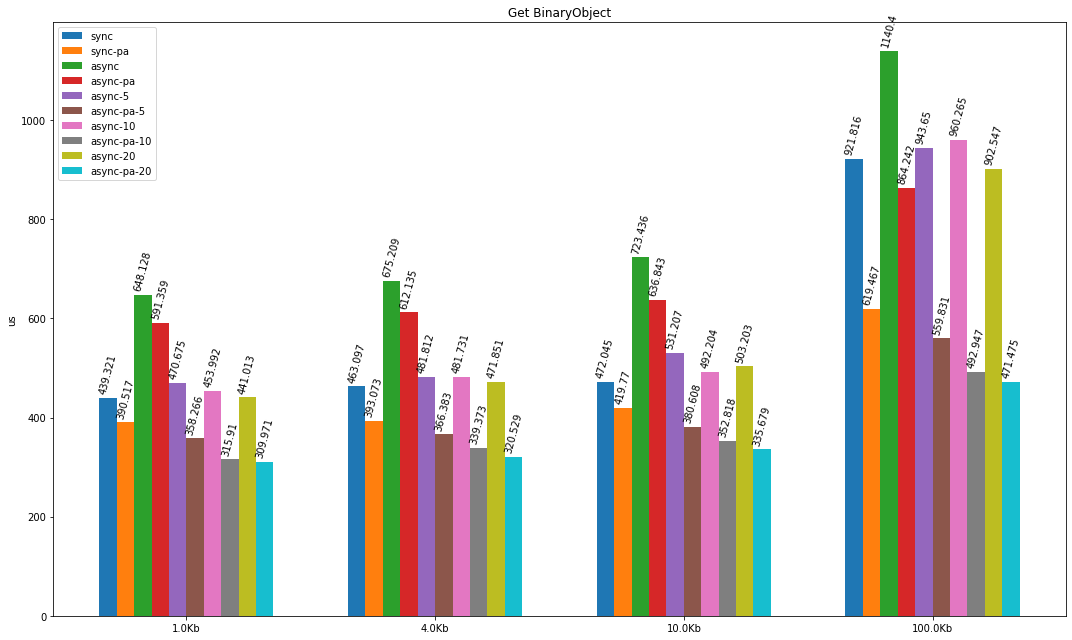 Get BinaryObject
sync
sync-pa
async
async-pa
async-5
async-pa-5
async-10
async-pa-10
async-20
async-pa-20
us
1000
800
600
400
200
0
439.321
390.517
648.128
591.359
470.675
358.266
453.992
315.91
441.013
309.971
463.097
393.073
675.209
612.135
481.812
366.383
481.731
339.373
471.851
320.529
472.045
419.77
723.436
636.843
531.207
380.608
492.204
352.818
503.203
335.679
921.816
619.467
1140.4
864.242
943.65
559.831
960.265
492.947
902.547
471.475
1.0Kb
4.0Kb
10.0Kb
100.0Kb